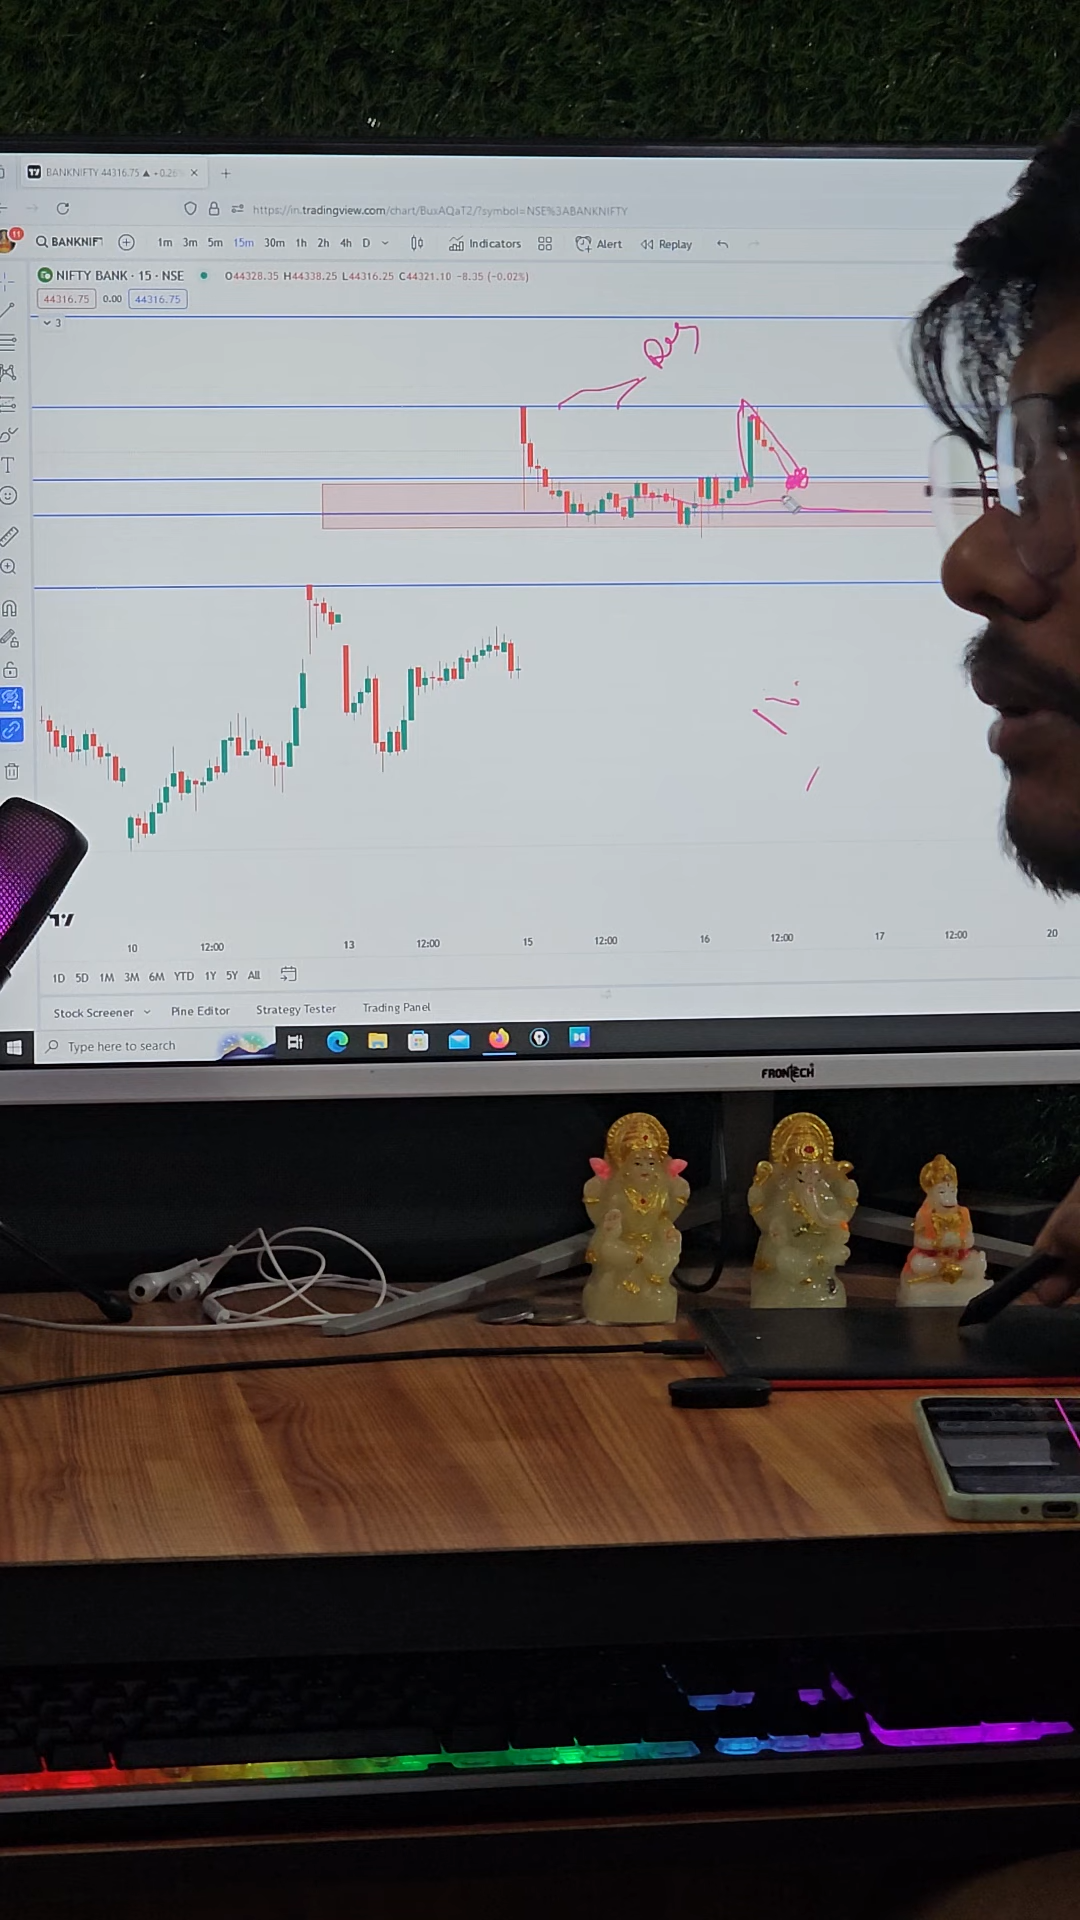 BANKNIFTY 44316.75 ▲ +0.26
https://in.tradingview.com/chart/BuxAQaT2/?symbol=NSE%3ABANKNIFTY
11
BANKNIF
1m 3m 5m 15m 30m 1h 2h 4h D Indicators Alert Replay
NIFTY BANK · 15 · NSE O44328.35 H44338.25 L44316.25 C44321.10 −8.35 (−0.02%)
44316.75 0.00 44316.75
3
10 12:00 13 12:00 15 12:00 16 12:00 17 12:00 20
1D 5D 1M 3M 6M YTD 1Y 5Y All
Stock Screener Pine Editor Strategy Tester Trading Panel
Type here to search
FRONTECH